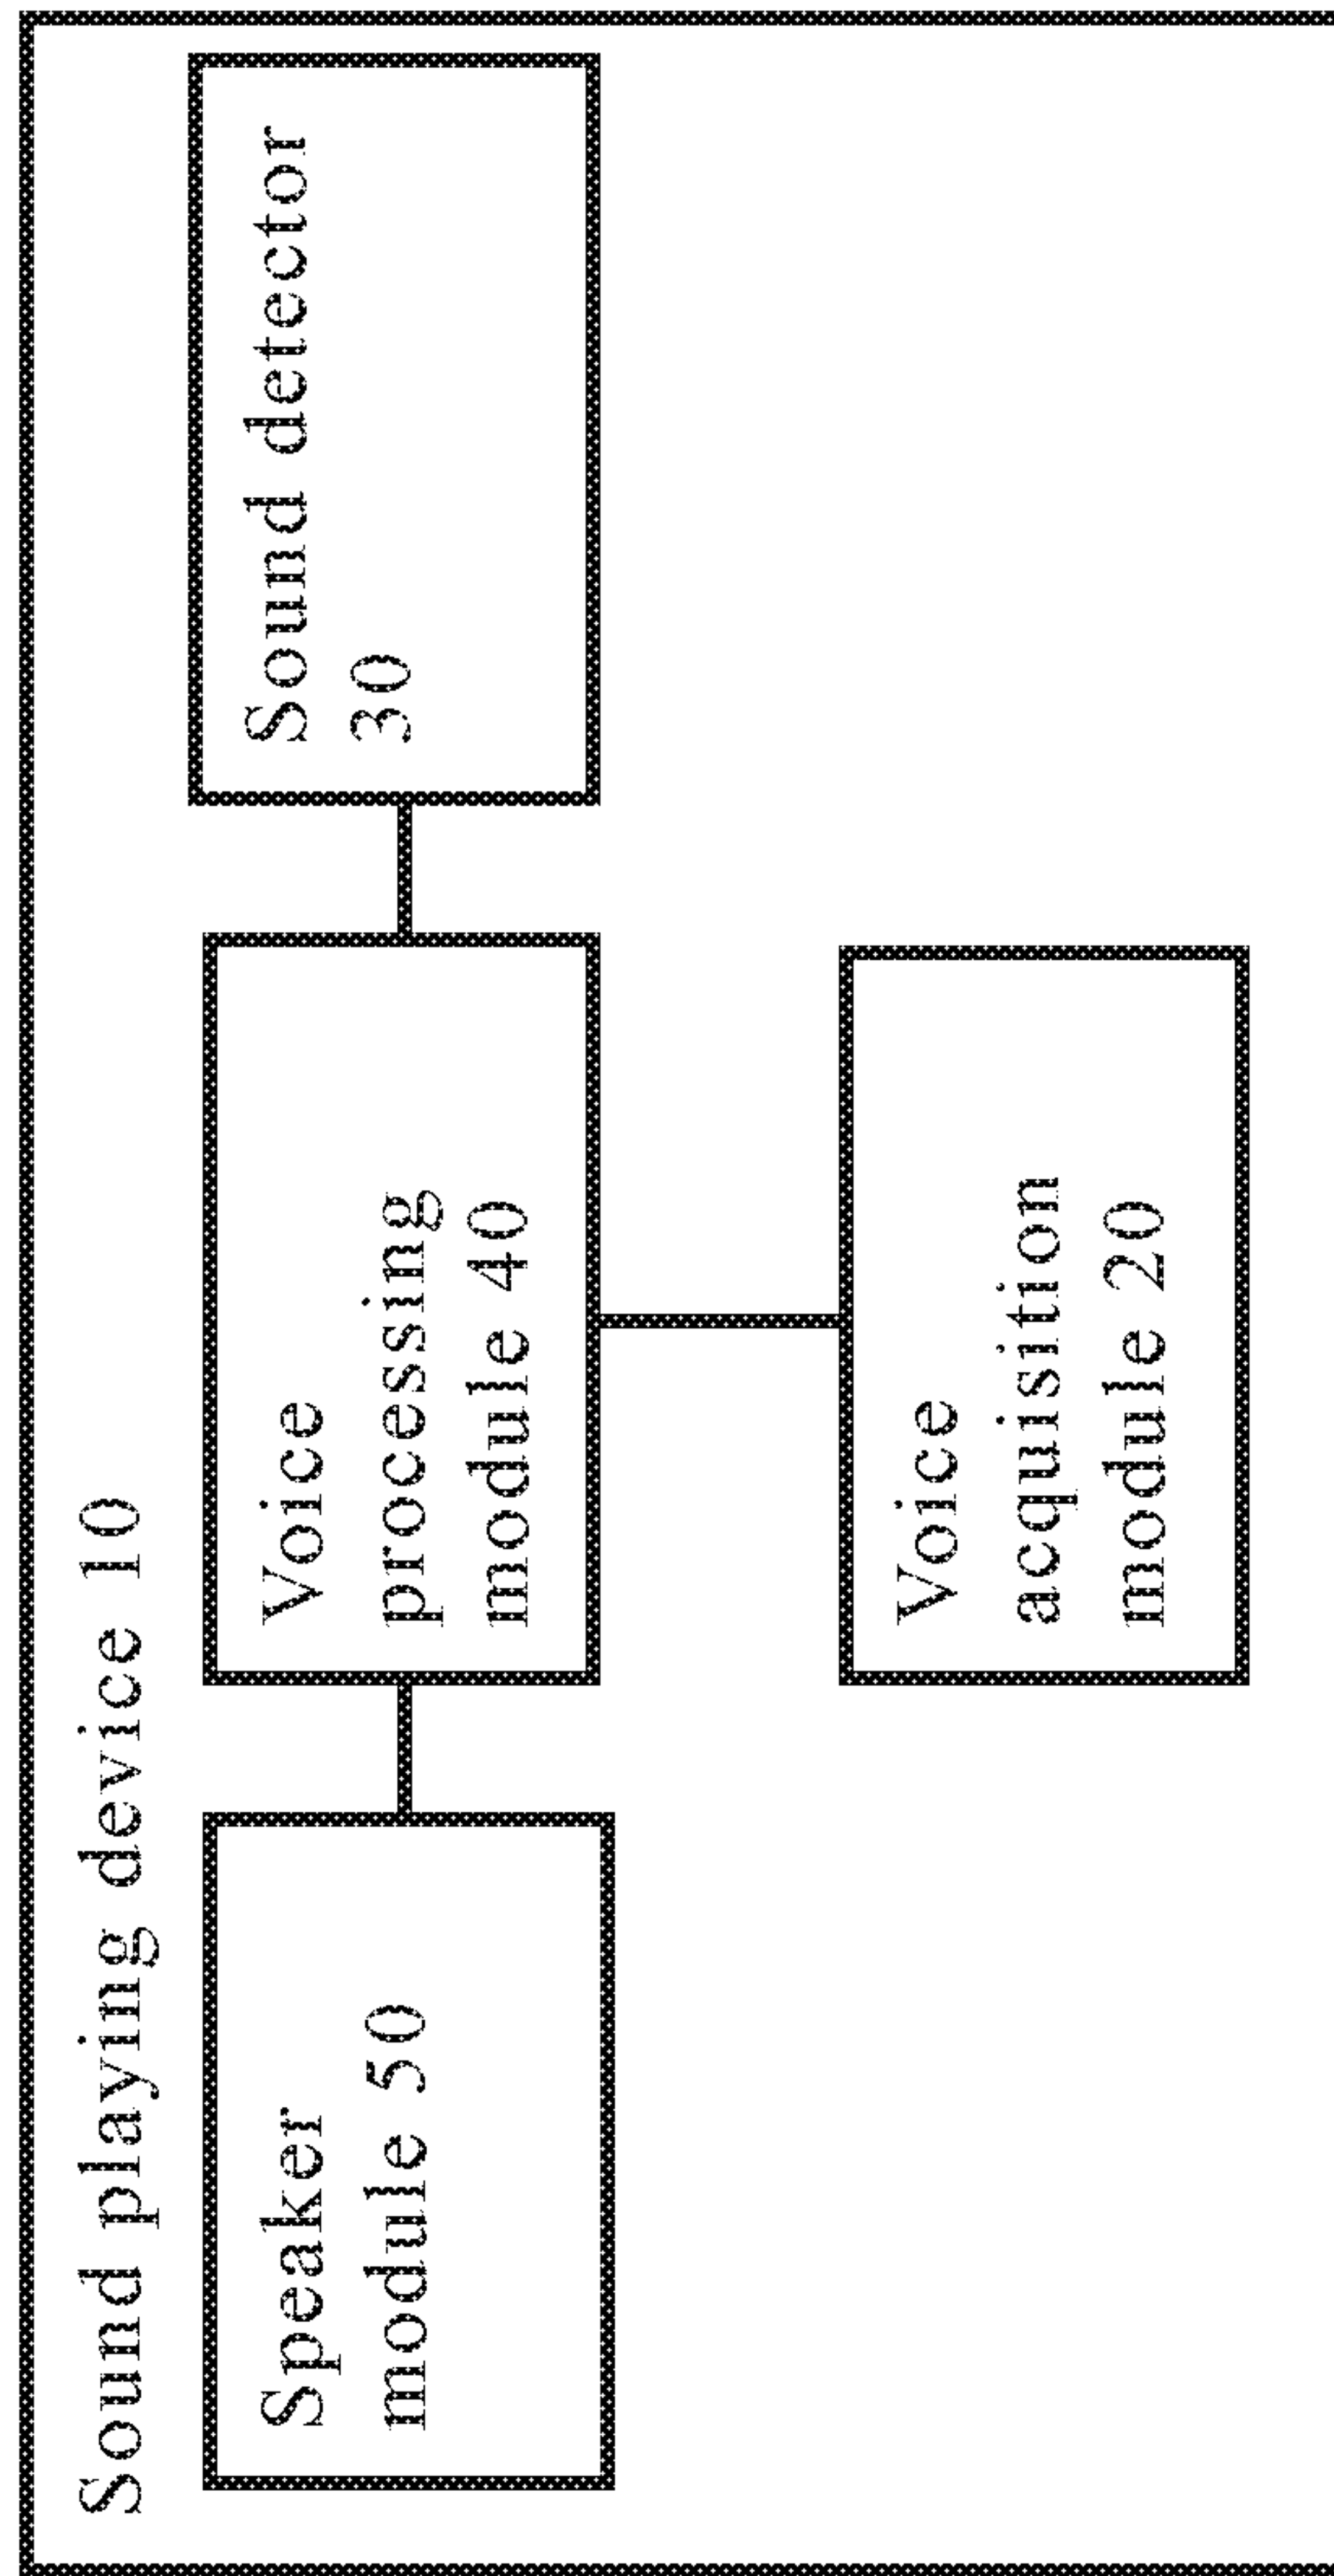 Sound playing device 10
Speaker
module 50
Voice
processing
module 40
Sound detector
30
Voice
acquisition
module 20